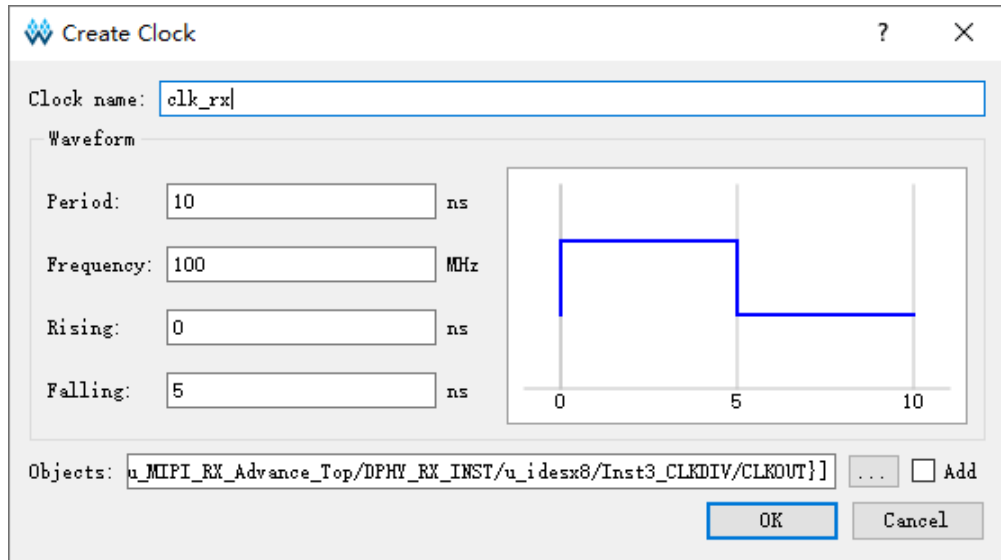 Create Clock
?
Clock name: clk_rx
Waveform
Period: 10 ns
Frequency: 100 MHz
Rising: 0 ns
Falling: 5 ns
0 5 10
Objects: u_MIPI_RX_Advance_Top/DPHY_RX_INST/u_idesx8/Inst3_CLKDIV/CLKOUT}] ... Add
OK Cancel